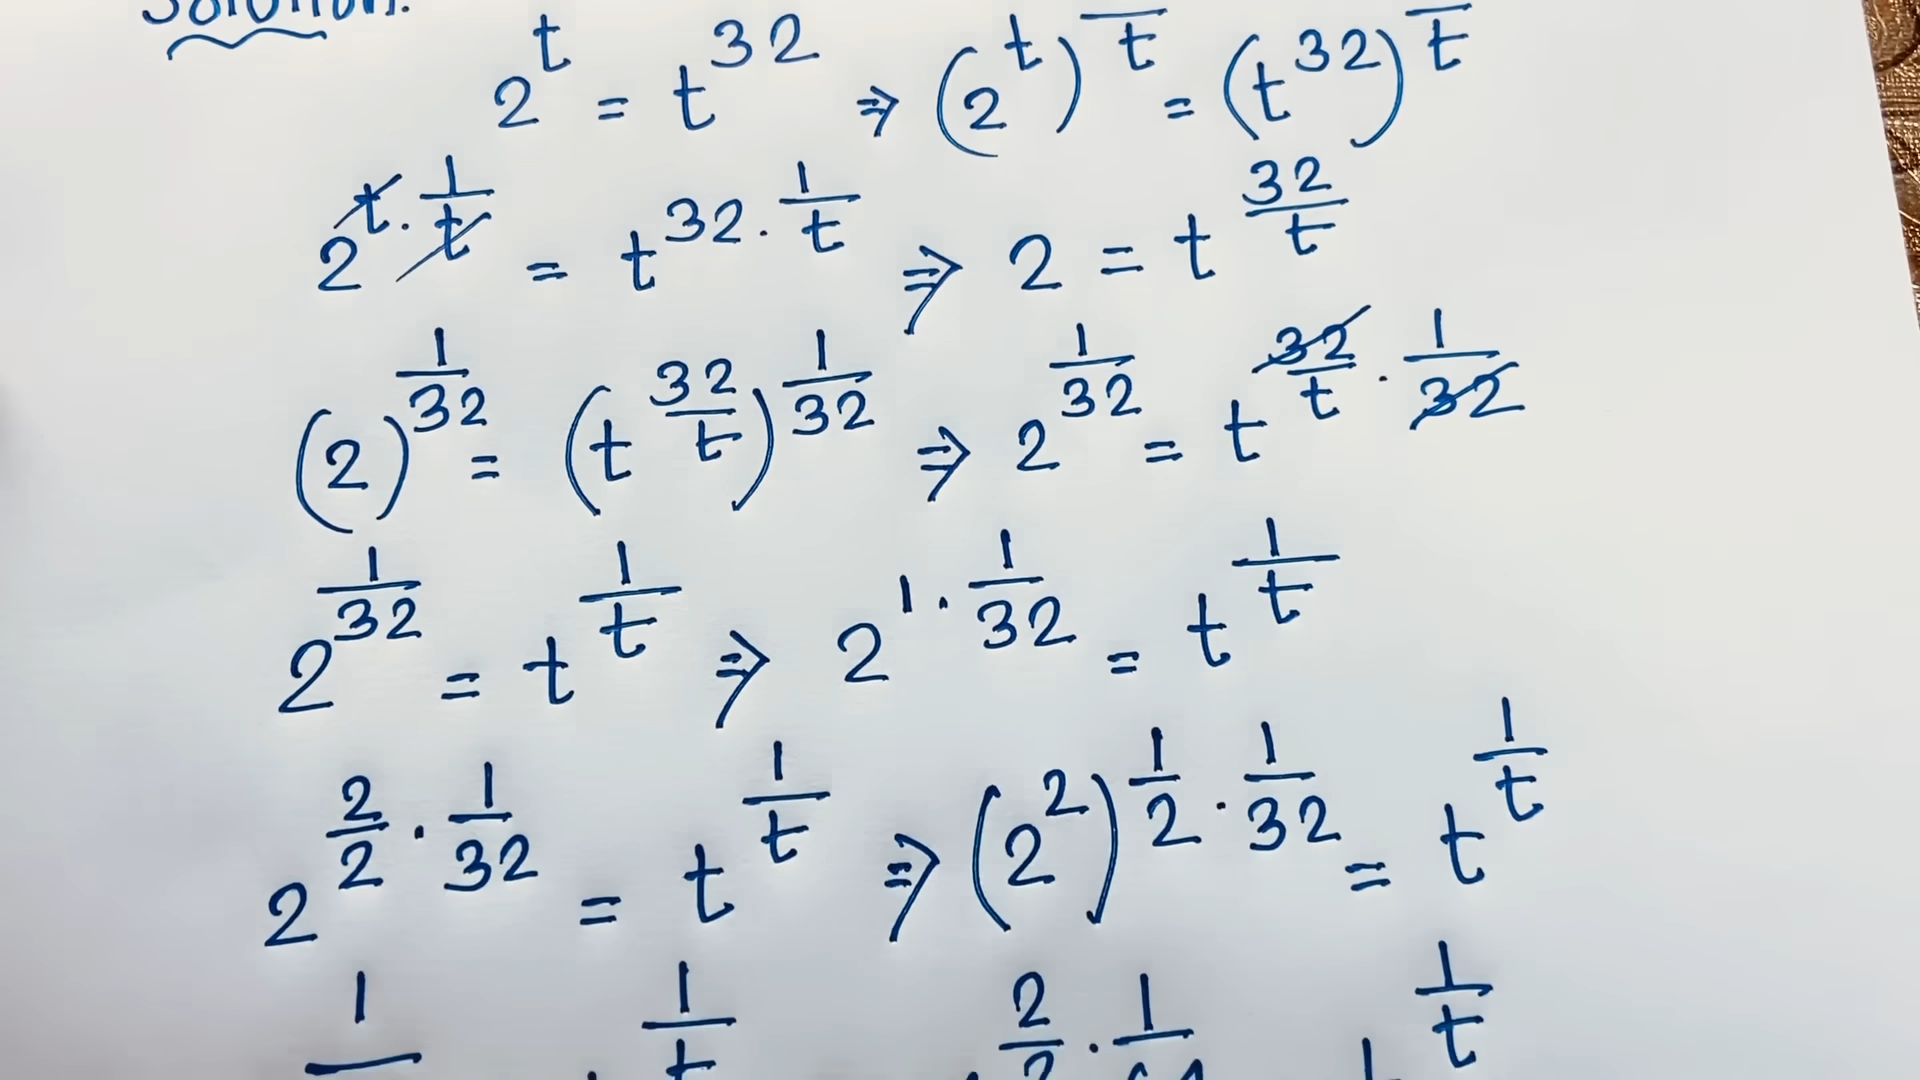 Solution:
2^t = t^32 ⇒ (2^t)^(1/t) = (t^32)^(1/t)
2^(t·1/t) = t^(32·1/t) ⇒ 2 = t^(32/t)
(2)^(1/32) = (t^(32/t))^(1/32) ⇒ 2^(1/32) = t^(32/t·1/32)
2^(1/32) = t^(1/t) ⇒ 2^(1·1/32) = t^(1/t)
2^(2/2·1/32) = t^(1/t) ⇒ (2^2)^(1/2·1/32) = t^(1/t)